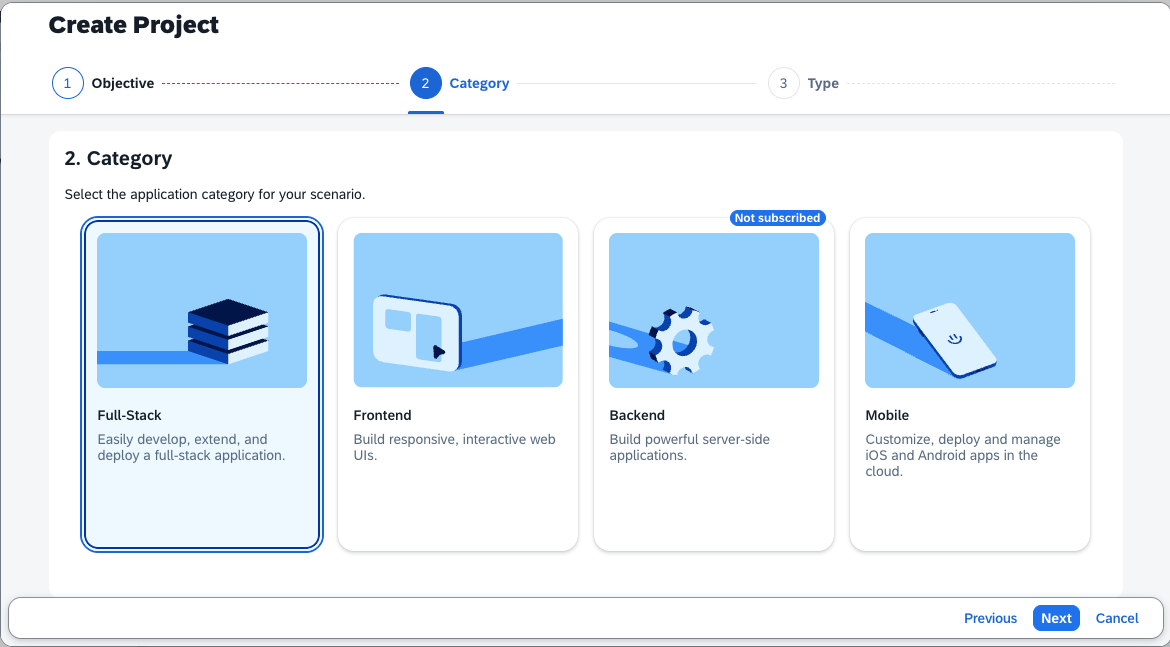 Create Project
1 Objective
2 Category
3 Type
2. Category
Select the application category for your scenario.
Full-Stack
Easily develop, extend, and
deploy a full-stack application.
Frontend
Build responsive, interactive web
UIs.
Not subscribed
Backend
Build powerful server-side
applications.
Mobile
Customize, deploy and manage
iOS and Android apps in the
cloud.
Previous
Next
Cancel